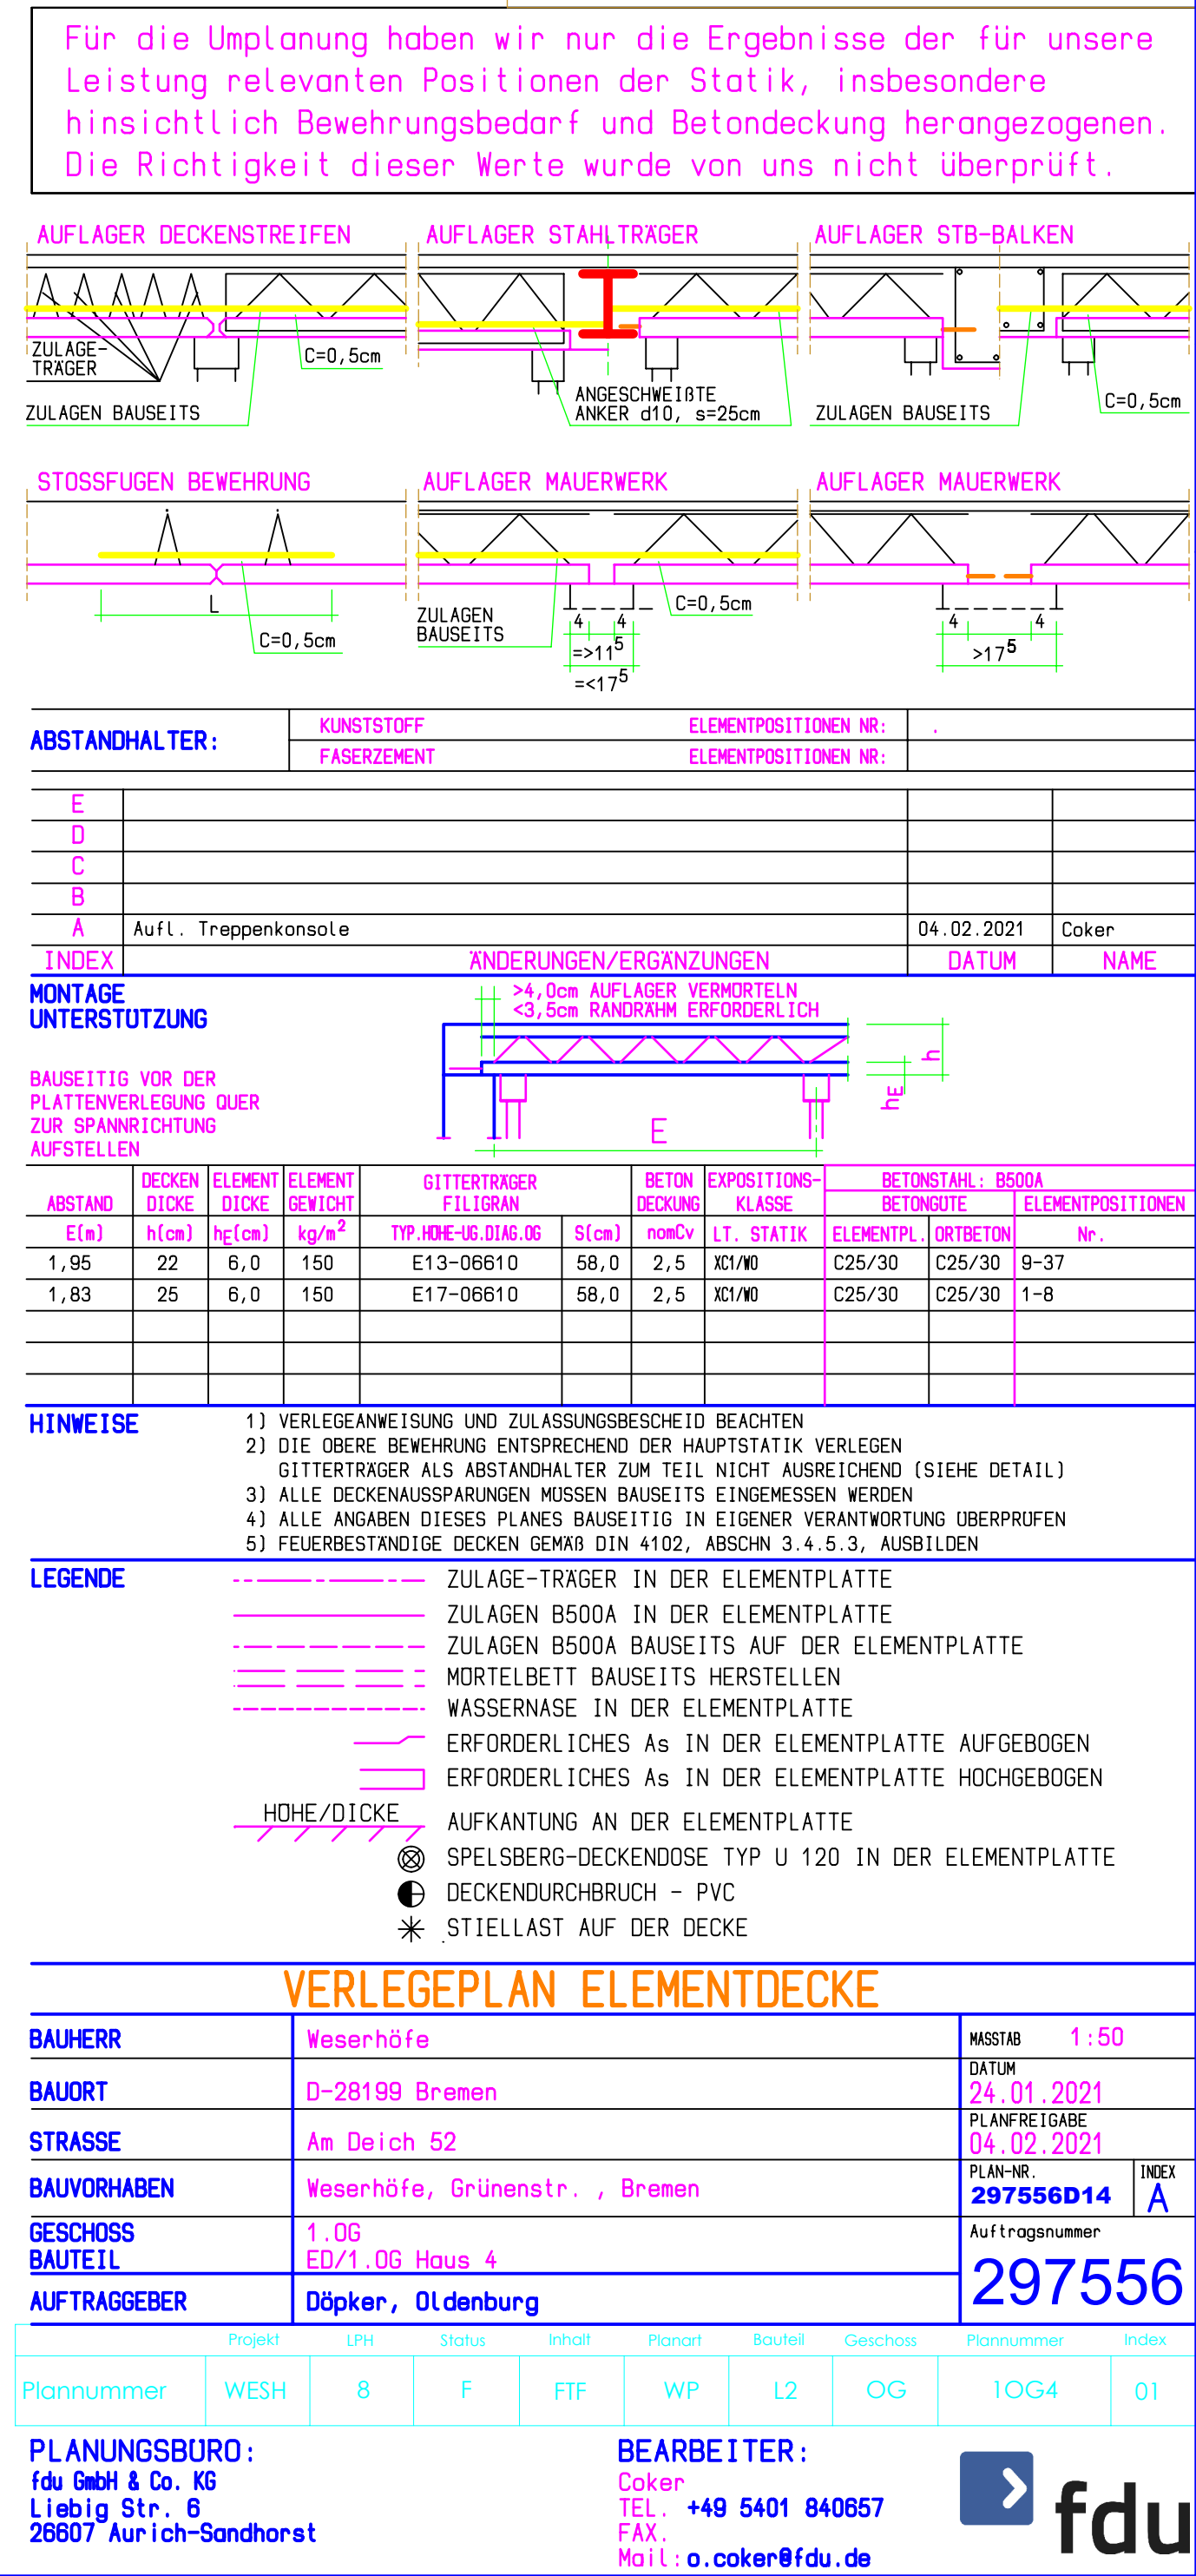 Für die Umplanung haben wir nur die Ergebnisse der für unsere
Leistung relevanten Positionen der Statik, insbesondere
hinsichtlich Bewehrungsbedarf und Betondeckung herangezogenen.
Die Richtigkeit dieser Werte wurde von uns nicht überprüft.
AUFLAGER DECKENSTREIFEN
ZULAGE-
TRÄGER
C=0,5cm
ZULAGEN BAUSEITS
AUFLAGER STAHLTRÄGER
ANGESCHWEIßTE
ANKER d10, s=25cm
AUFLAGER STB-BALKEN
ZULAGEN BAUSEITS
C=0,5cm
STOSSFUGEN BEWEHRUNG
L
C=0,5cm
AUFLAGER MAUERWERK
ZULAGEN
BAUSEITS
C=0,5cm
4 4
=>11⁵
=<17⁵
AUFLAGER MAUERWERK
4 4
>17⁵
ABSTANDHALTER:
KUNSTSTOFF ELEMENTPOSITIONEN NR: .
FASERZEMENT ELEMENTPOSITIONEN NR:
E
D
C
B
A Aufl. Treppenkonsole 04.02.2021 Coker
INDEX ÄNDERUNGEN/ERGÄNZUNGEN DATUM NAME
MONTAGE
UNTERSTÜTZUNG
>4,0cm AUFLAGER VERMÖRTELN
<3,5cm RANDRÄHM ERFORDERLICH
h
hE
E
BAUSEITIG VOR DER
PLATTENVERLEGUNG QUER
ZUR SPANNRICHTUNG
AUFSTELLEN
ABSTAND DECKEN DICKE ELEMENT DICKE ELEMENT GEWICHT GITTERTRÄGER FILIGRAN BETON DECKUNG EXPOSITIONS- KLASSE BETONSTAHL: B500A
BETONGÜTE ELEMENTPOSITIONEN
E(m) h(cm) hE(cm) kg/m² TYP.HÖHE-UG.DIAG.OG S(cm) nomCv LT. STATIK ELEMENTPL. ORTBETON Nr.
1,95 22 6,0 150 E13-06610 58,0 2,5 XC1/W0 C25/30 C25/30 9-37
1,83 25 6,0 150 E17-06610 58,0 2,5 XC1/W0 C25/30 C25/30 1-8
HINWEISE
1) VERLEGEANWEISUNG UND ZULASSUNGSBESCHEID BEACHTEN
2) DIE OBERE BEWEHRUNG ENTSPRECHEND DER HAUPTSTATIK VERLEGEN
GITTERTRÄGER ALS ABSTANDHALTER ZUM TEIL NICHT AUSREICHEND (SIEHE DETAIL)
3) ALLE DECKENAUSSPARUNGEN MÜSSEN BAUSEITS EINGEMESSEN WERDEN
4) ALLE ANGABEN DIESES PLANES BAUSEITIG IN EIGENER VERANTWORTUNG ÜBERPRÜFEN
5) FEUERBESTÄNDIGE DECKEN GEMÄß DIN 4102, ABSCHN 3.4.5.3, AUSBILDEN
LEGENDE
ZULAGE-TRÄGER IN DER ELEMENTPLATTE
ZULAGEN B500A IN DER ELEMENTPLATTE
ZULAGEN B500A BAUSEITS AUF DER ELEMENTPLATTE
MÖRTELBETT BAUSEITS HERSTELLEN
WASSERNASE IN DER ELEMENTPLATTE
ERFORDERLICHES As IN DER ELEMENTPLATTE AUFGEBOGEN
ERFORDERLICHES As IN DER ELEMENTPLATTE HOCHGEBOGEN
HÖHE/DICKE AUFKANTUNG AN DER ELEMENTPLATTE
SPELSBERG-DECKENDOSE TYP U 120 IN DER ELEMENTPLATTE
DECKENDURCHBRUCH - PVC
STIELLAST AUF DER DECKE
VERLEGEPLAN ELEMENTDECKE
BAUHERR Weserhöfe
MASSTAB 1:50
BAUORT D-28199 Bremen
DATUM
24.01.2021
STRASSE Am Deich 52
PLANFREIGABE
04.02.2021
BAUVORHABEN Weserhöfe, Grünenstr. , Bremen
PLAN-NR. INDEX
297556D14 A
GESCHOSS 1.OG
BAUTEIL ED/1.OG Haus 4
Auftragsnummer
297556
AUFTRAGGEBER Döpker, Oldenburg
Projekt LPH Status Inhalt Planart Bauteil Geschoss Plannummer Index
Plannummer WESH 8 F FTF WP L2 OG 1OG4 01
PLANUNGSBÜRO:
fdu GmbH & Co. KG
Liebig Str. 6
26607 Aurich-Sandhorst
BEARBEITER:
Coker
TEL. +49 5401 840657
FAX.
Mail: o.coker@fdu.de
fdu